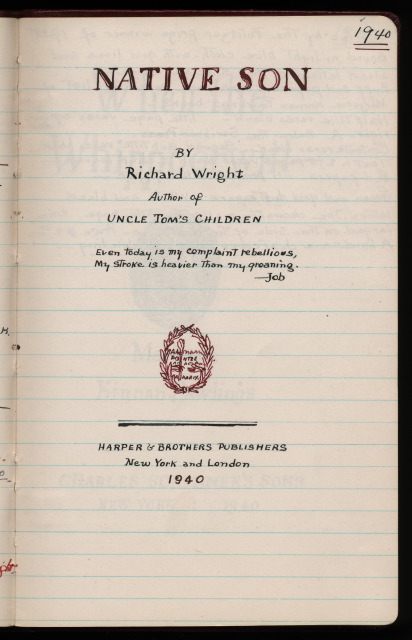 1940
NATIVE SON
BY
Richard Wright
Author of
UNCLE TOM'S CHILDREN
Even today is my complaint rebellious,
My stroke is heavier than my groaning.
—Job
HARPER & BROTHERS PUBLISHERS
New York and London
1940